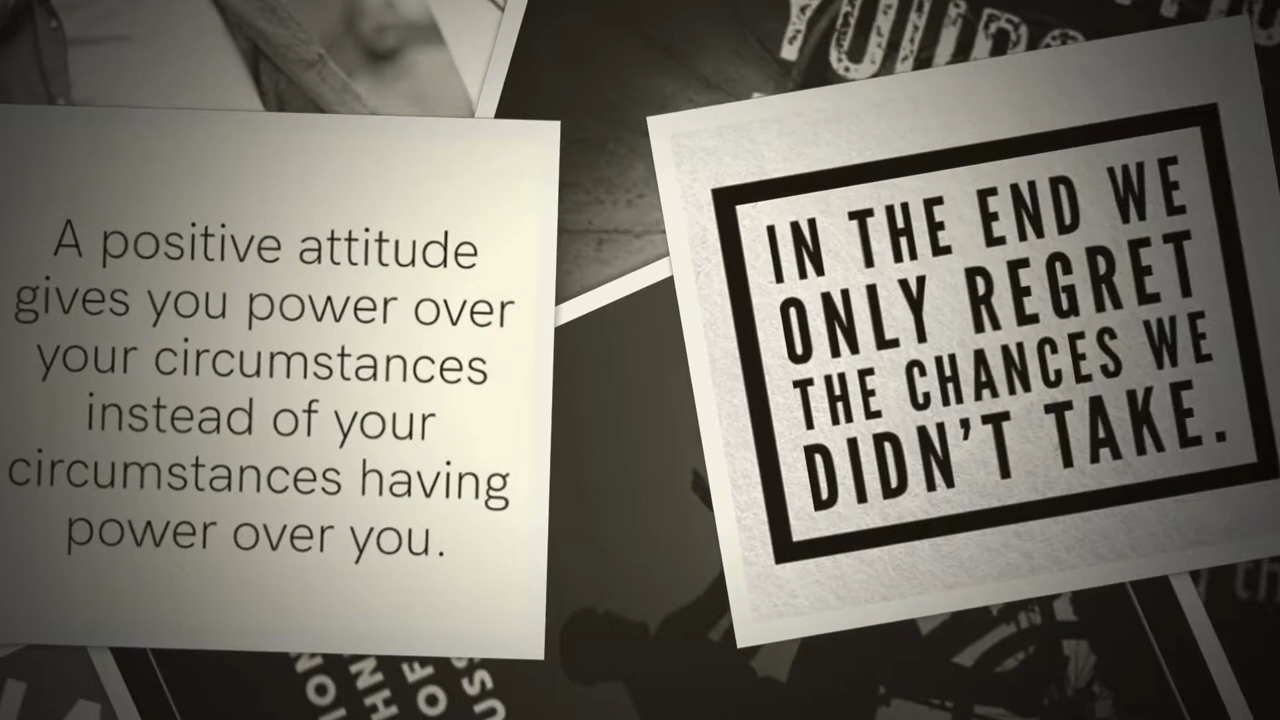 A positive attitude
gives you power over
your circumstances
instead of your
circumstances having
power over you.
IN THE END WE
ONLY REGRET
THE CHANCES WE
DIDN'T TAKE.
OF